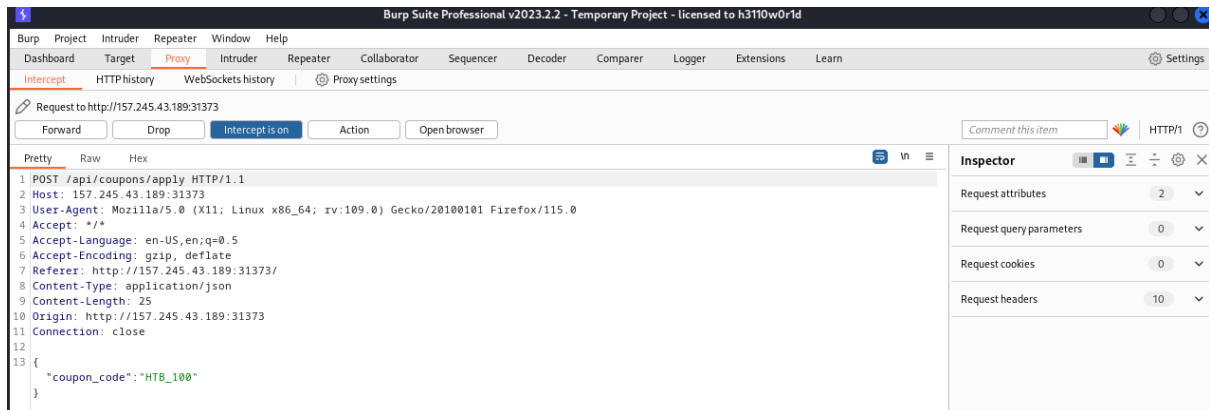 Burp Suite Professional v2023.2.2 - Temporary Project - licensed to h3110w0r1d
Burp Project Intruder Repeater Window Help
Dashboard Target Proxy Intruder Repeater Collaborator Sequencer Decoder Comparer Logger Extensions Learn Settings
Intercept HTTP history WebSockets history Proxy settings
Request to http://157.245.43.189:31373
Forward Drop Intercept is on Action Open browser Comment this item HTTP/1 ?
Pretty Raw Hex \n Inspector
1 POST /api/coupons/apply HTTP/1.1
2 Host: 157.245.43.189:31373
3 User-Agent: Mozilla/5.0 (X11; Linux x86_64; rv:109.0) Gecko/20100101 Firefox/115.0
4 Accept: */*
5 Accept-Language: en-US,en;q=0.5
6 Accept-Encoding: gzip, deflate
7 Referer: http://157.245.43.189:31373/
8 Content-Type: application/json
9 Content-Length: 25
10 Origin: http://157.245.43.189:31373
11 Connection: close
12
13 {
"coupon_code":"HTB_100"
}
Request attributes 2
Request query parameters 0
Request cookies 0
Request headers 10